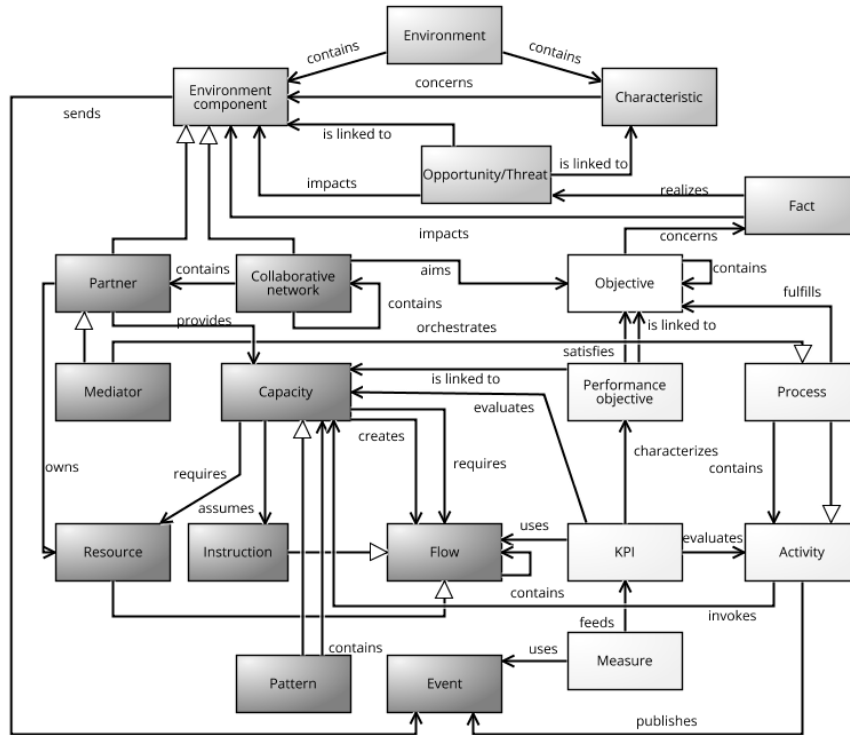 Environment
contains
contains
Environment
component
concerns
Characteristic
sends
is linked to
Opportunity/Threat
is linked to
impacts
realizes
Fact
impacts
concerns
Partner
contains
Collaborative
network
aims
Objective
contains
contains
fulfills
provides
orchestrates
is linked to
satisfies
Mediator
Capacity
is linked to
Performance
objective
Process
evaluates
creates
characterizes
owns
requires
requires
contains
assumes
uses
evaluates
Resource
Instruction
Flow
KPI
Activity
contains
invokes
feeds
contains
uses
Measure
Pattern
Event
publishes